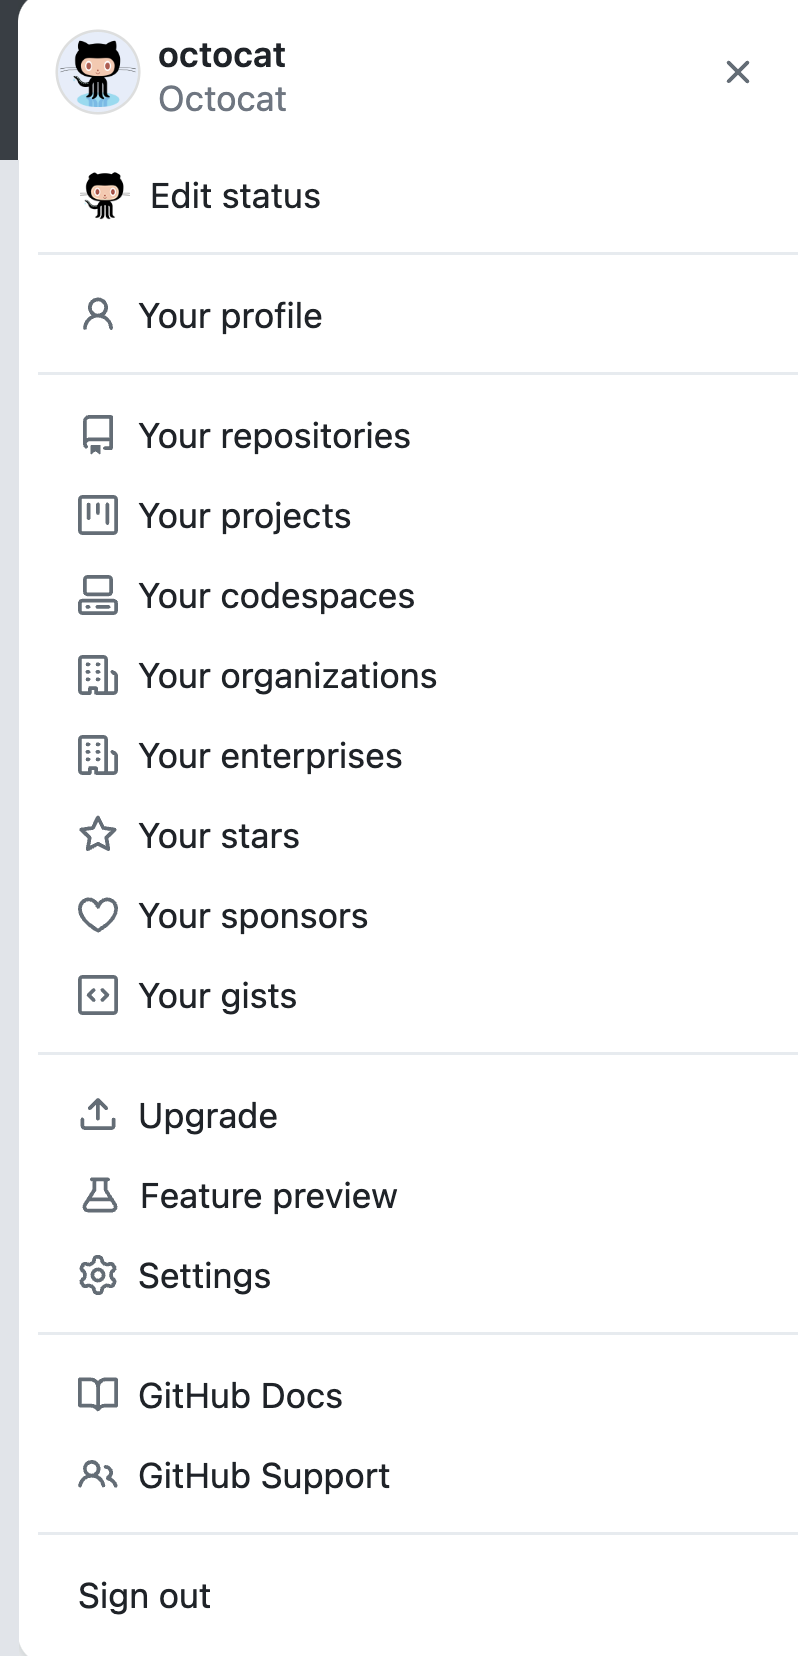 octocat
Octocat
Edit status
Your profile
Your repositories
Your projects
Your codespaces
Your organizations
Your enterprises
Your stars
Your sponsors
Your gists
Upgrade
Feature preview
Settings
GitHub Docs
GitHub Support
Sign out